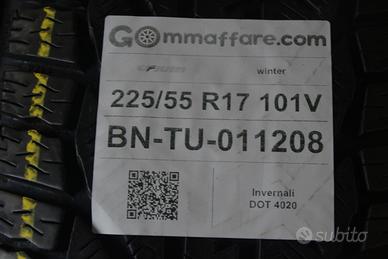 GOmmaffare.com
winter
225/55 R17 101V
BN-TU-011208
Invernali
DOT 4020
subito